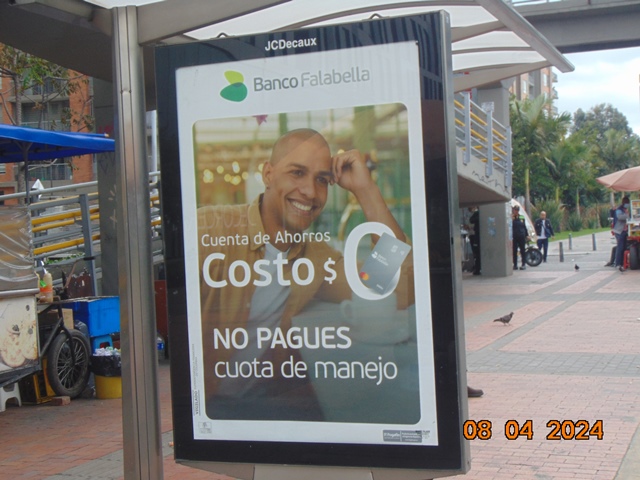 JCDecaux
Banco Falabella
Cuenta de Ahorros
Costo $0
NO PAGUES
cuota de manejo
08 04 2024